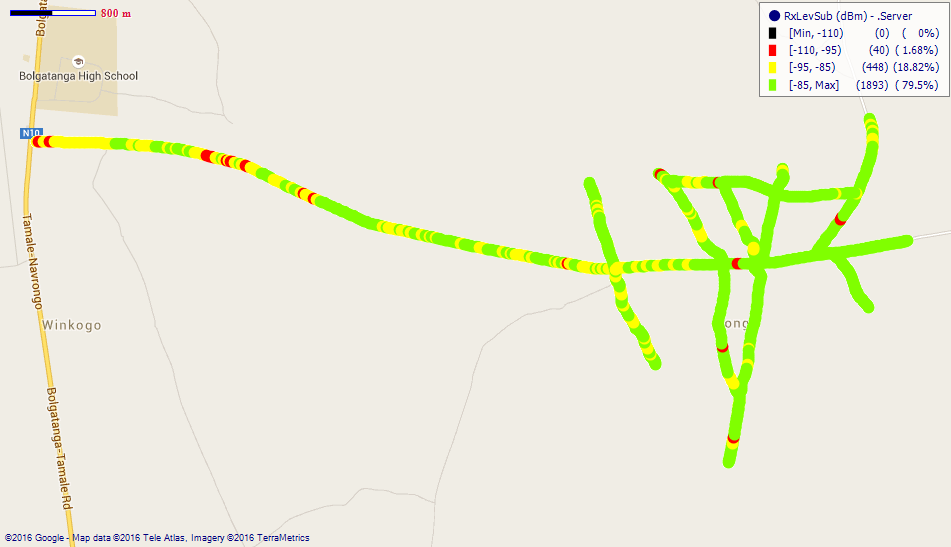 800 m
Bolgat
Bolgatanga High School
N10
Tamale-Navrongo
Winkogo
Bolgatanga-Tamale Rd
ong
RxLevSub (dBm) - .Server
[Min, -110) (0) ( 0%)
[-110, -95) (40) ( 1.68%)
[-95, -85) (448) (18.82%)
[-85, Max] (1893) ( 79.5%)
©2016 Google - Map data ©2016 Tele Atlas, Imagery ©2016 TerraMetrics